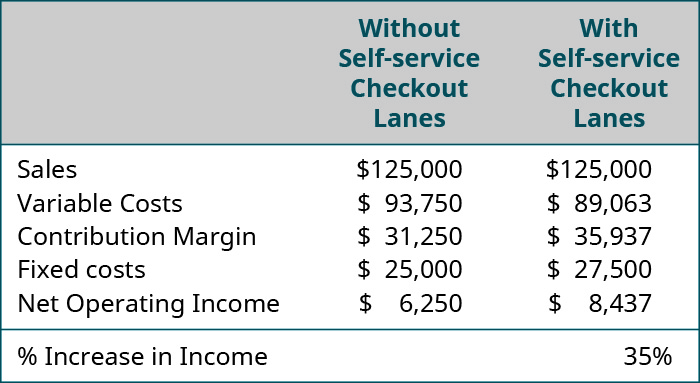 Without Self-service Checkout Lanes With Self-service Checkout Lanes
Sales $125,000 $125,000
Variable Costs $ 93,750 $ 89,063
Contribution Margin $ 31,250 $ 35,937
Fixed costs $ 25,000 $ 27,500
Net Operating Income $ 6,250 $ 8,437
% Increase in Income 35%